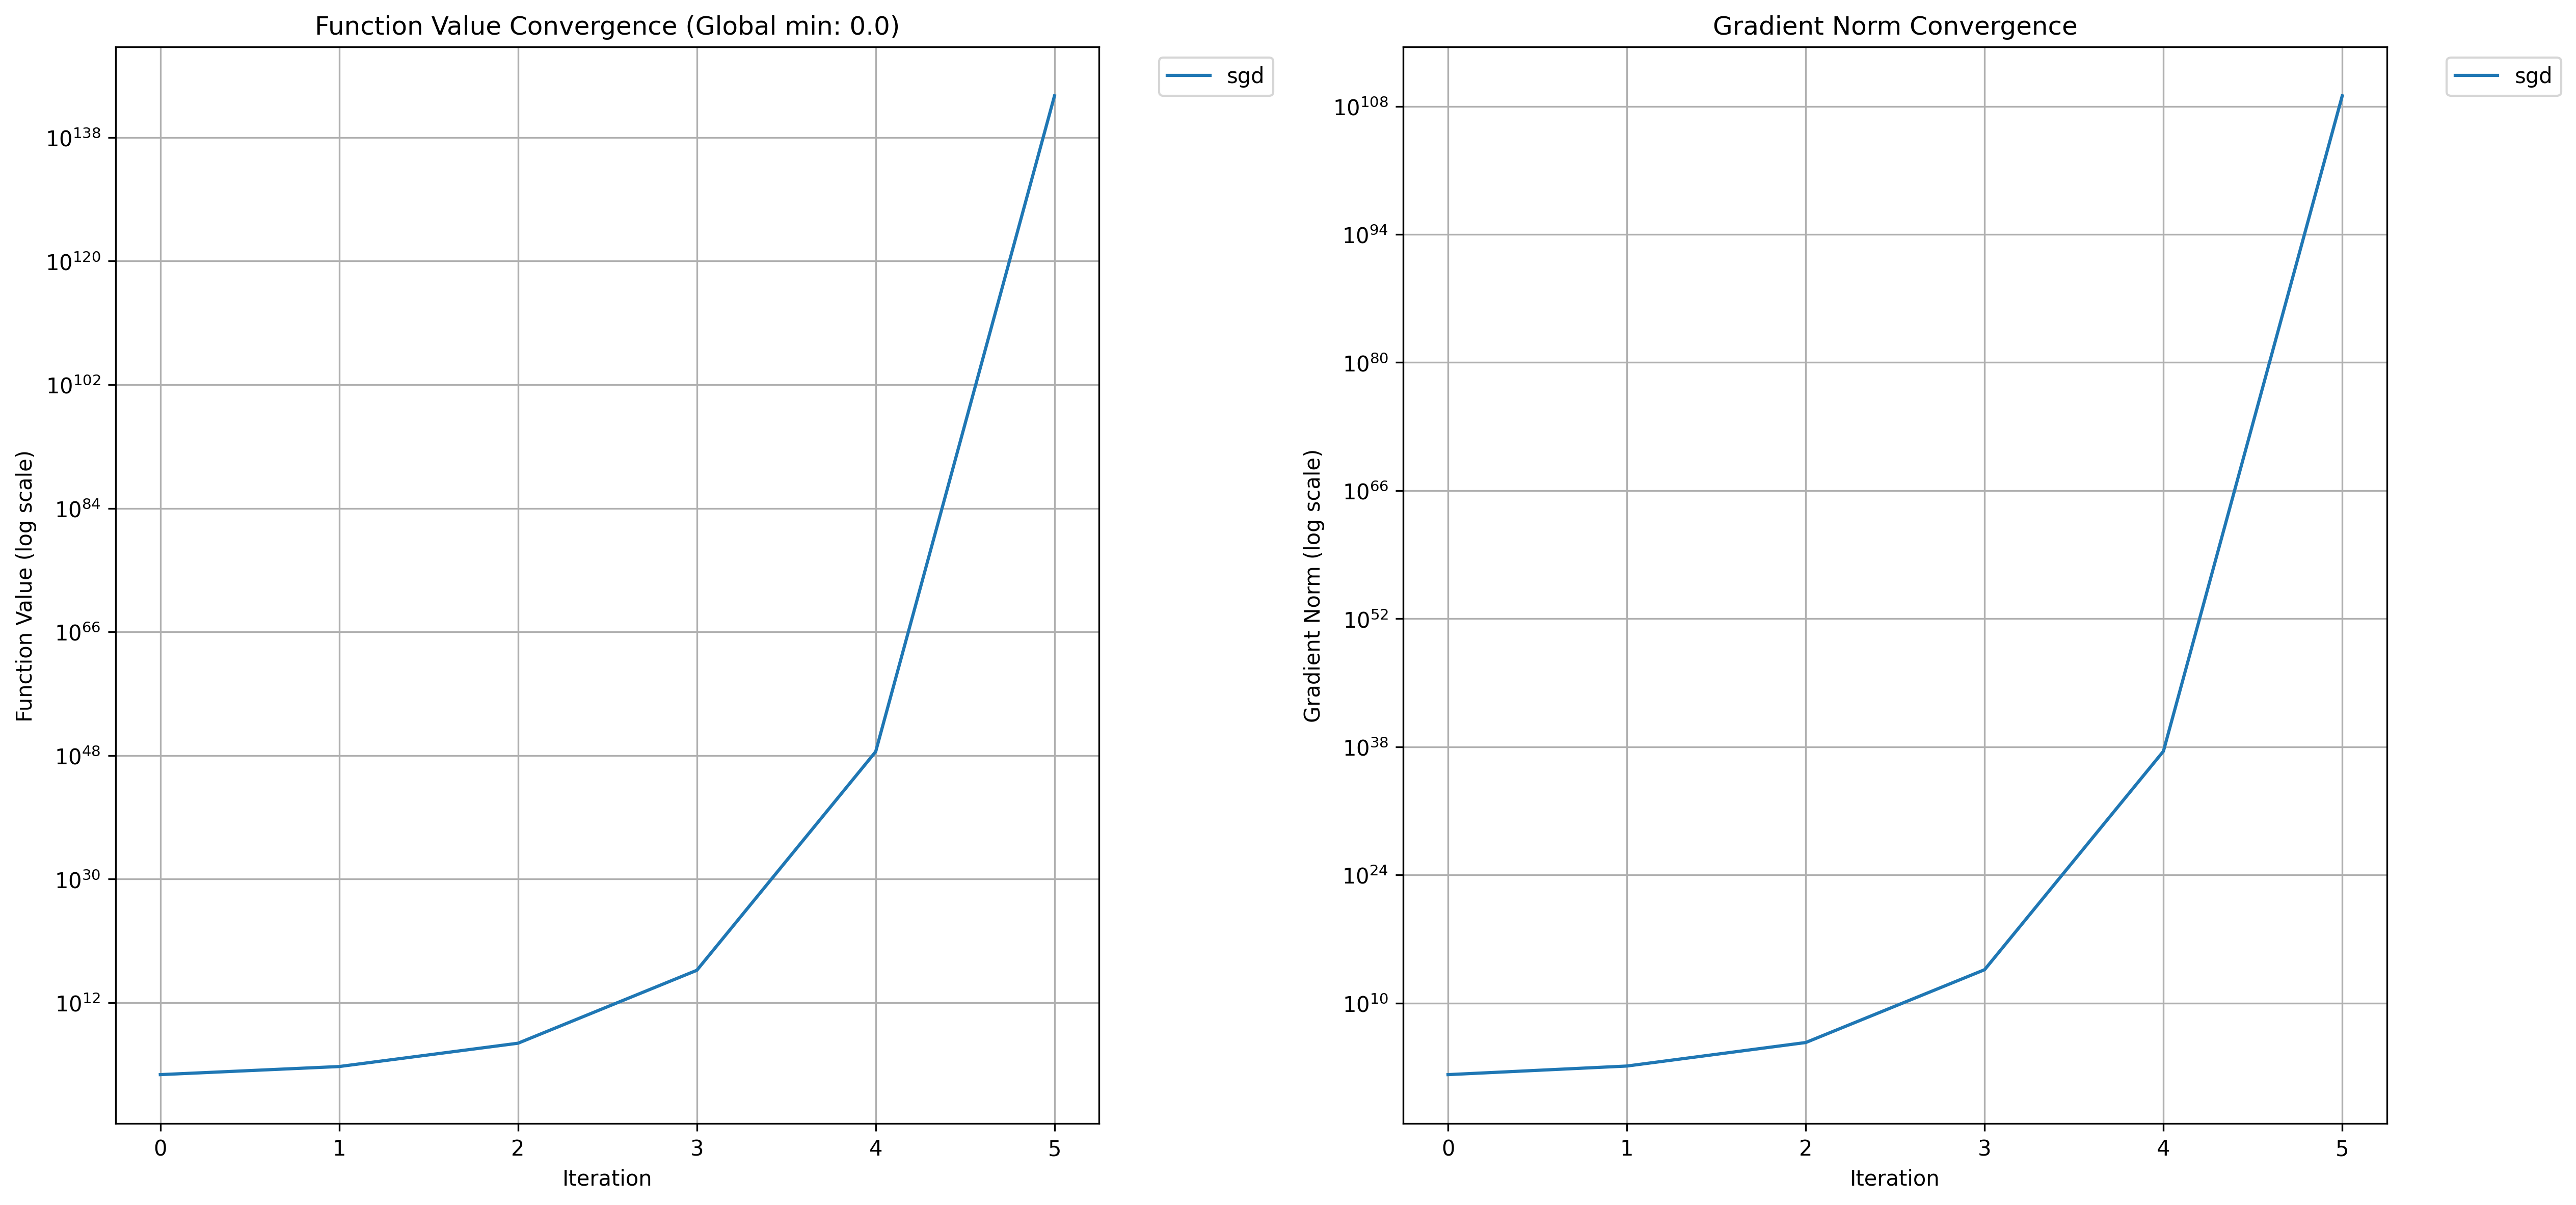 Function Value Convergence (Global min: 0.0)
sgd
Function Value (log scale)
10^138
10^120
10^102
10^84
10^66
10^48
10^30
10^12
0 1 2 3 4 5
Iteration
Gradient Norm Convergence
sgd
Gradient Norm (log scale)
10^108
10^94
10^80
10^66
10^52
10^38
10^24
10^10
0 1 2 3 4 5
Iteration